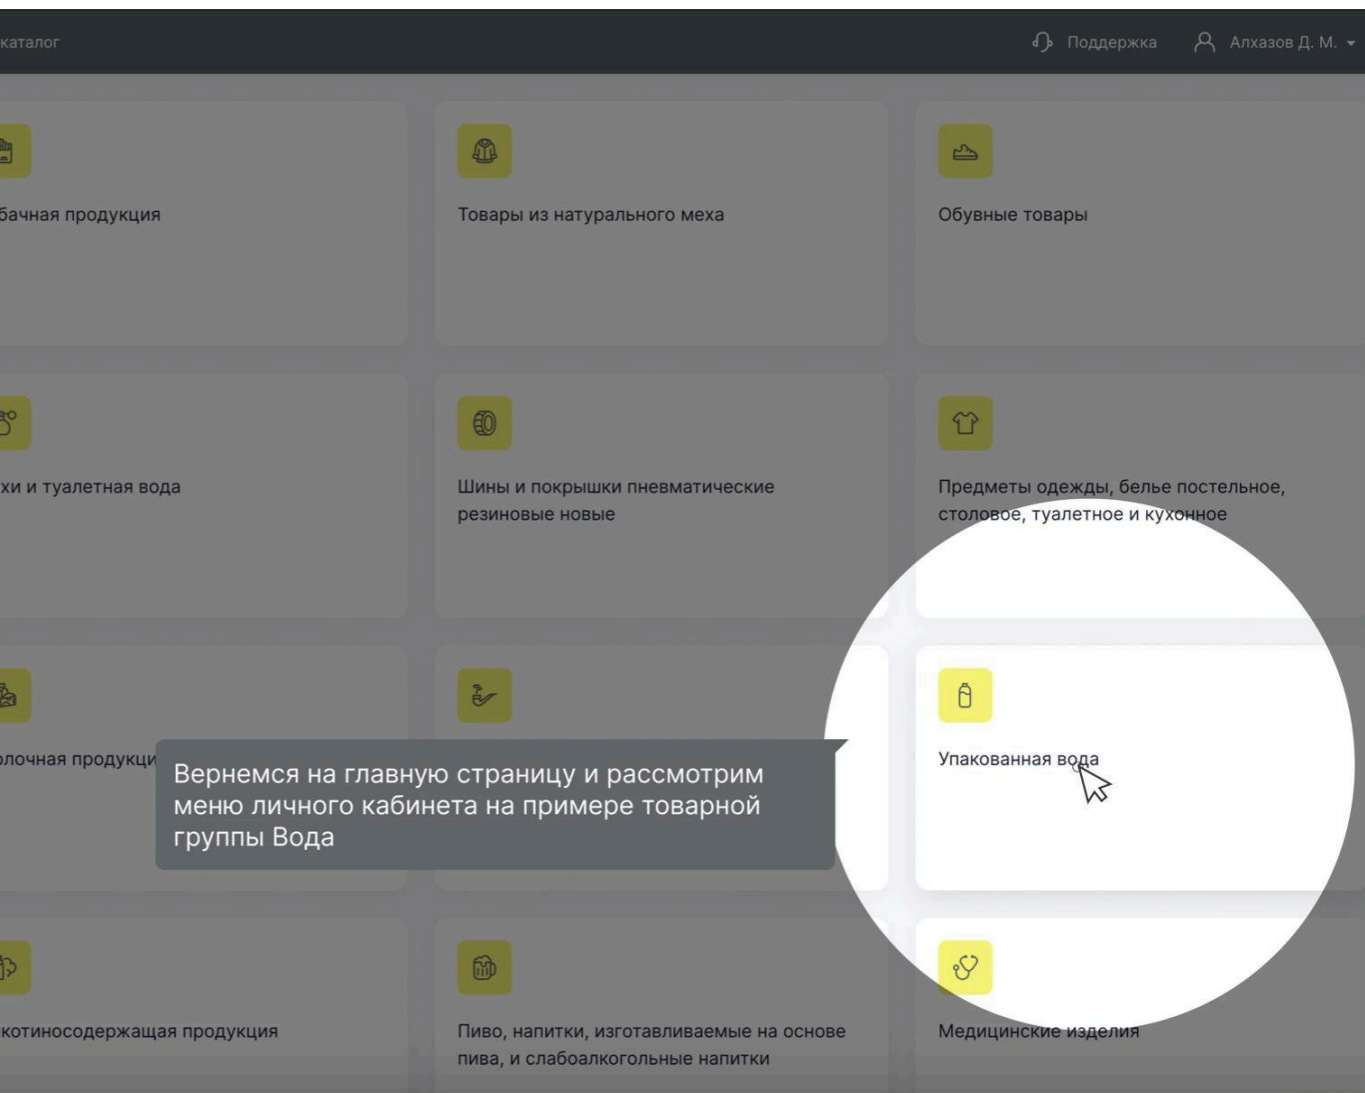 каталог
Поддержка
Алхазов Д. М.
бачная продукция
Товары из натурального меха
Обувные товары
хи и туалетная вода
Шины и покрышки пневматические
резиновые новые
Предметы одежды, белье постельное,
столовое, туалетное и кухонное
лочная продукци
Упакованная вода
Вернемся на главную страницу и рассмотрим
меню личного кабинета на примере товарной
группы Вода
котиносодержащая продукция
Пиво, напитки, изготавливаемые на основе
пива, и слабоалкогольные напитки
Медицинские изделия